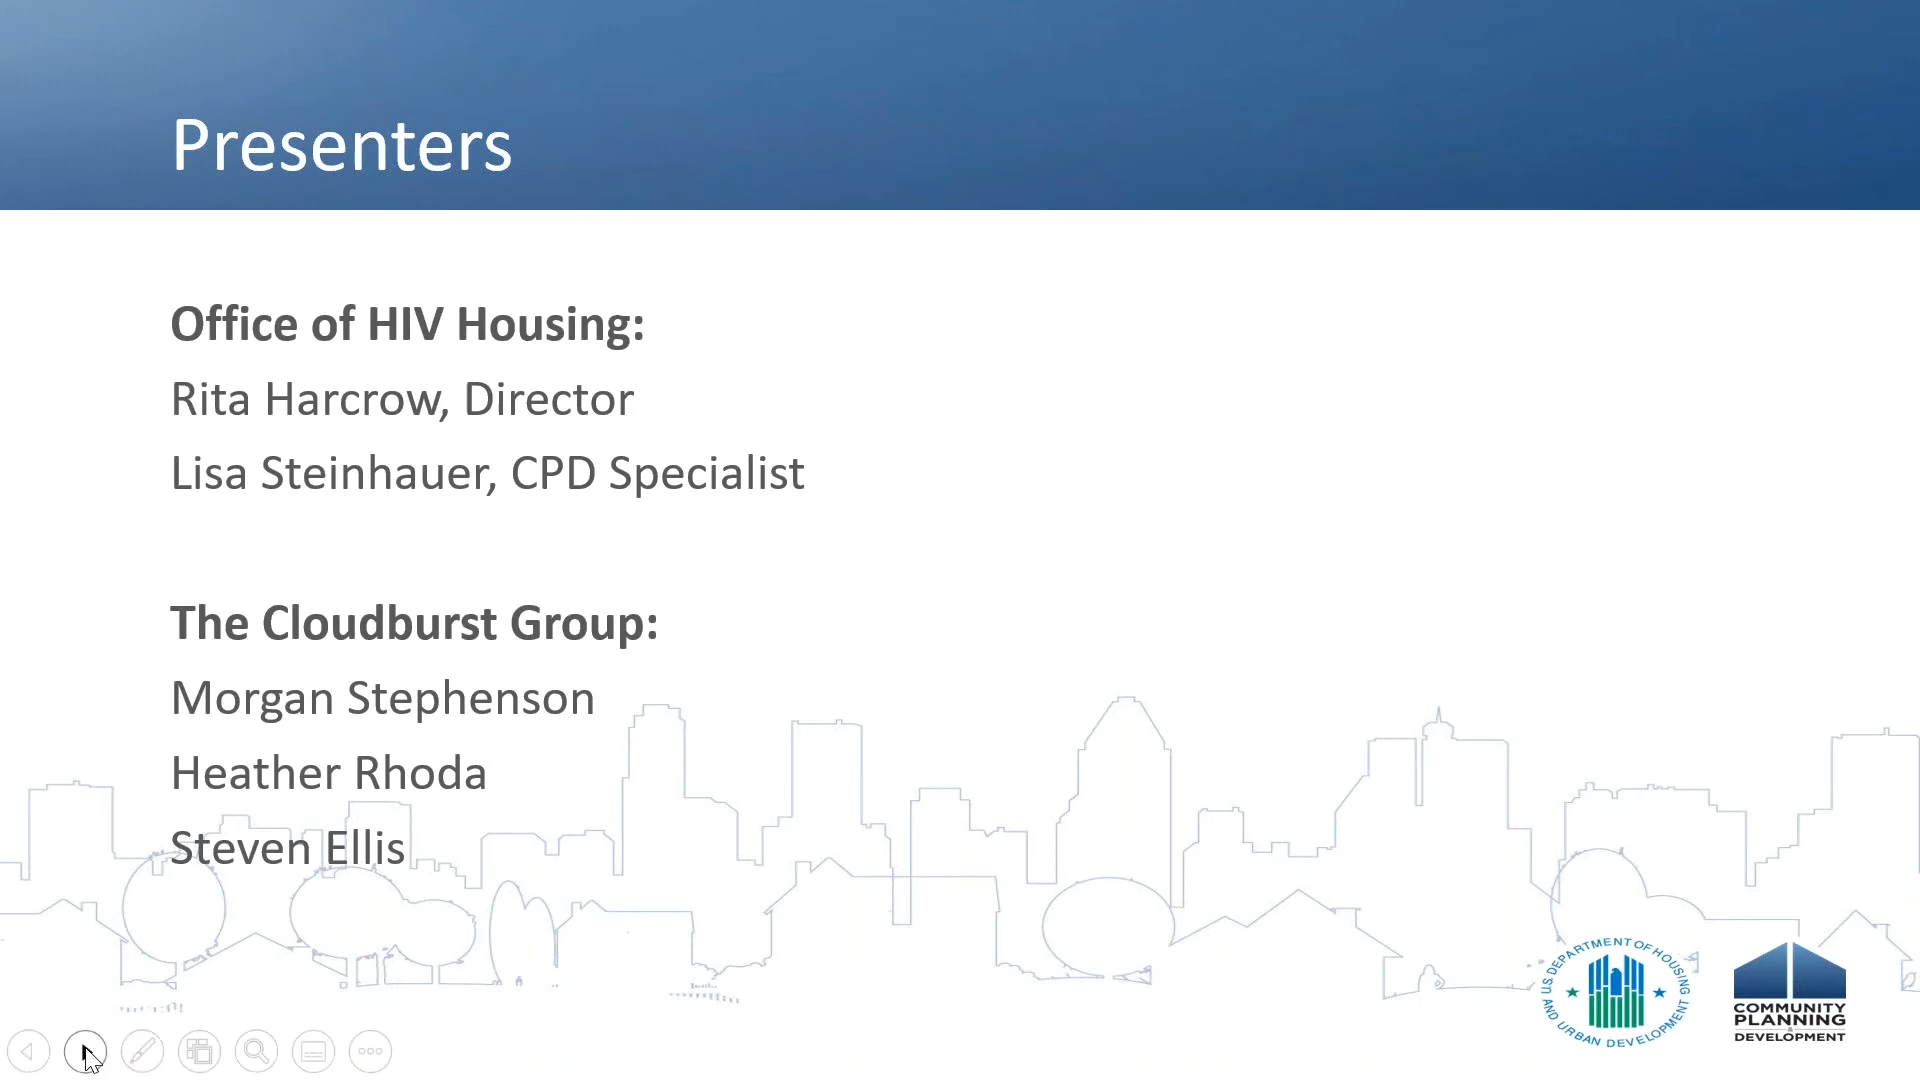 Presenters
Office of HIV Housing:
Rita Harcrow, Director
Lisa Steinhauer, CPD Specialist
The Cloudburst Group:
Morgan Stephenson
Heather Rhoda
Steven Ellis
U.S. DEPARTMENT OF HOUSING
AND URBAN DEVELOPMENT
COMMUNITY
PLANNING
&
DEVELOPMENT